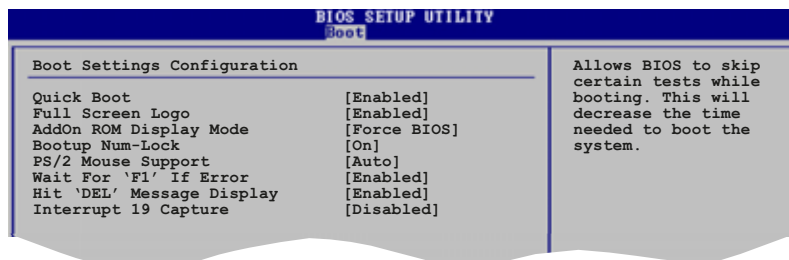 BIOS SETUP UTILITY
Boot
Boot Settings Configuration
Quick Boot [Enabled]
Full Screen Logo [Enabled]
AddOn ROM Display Mode [Force BIOS]
Bootup Num-Lock [On]
PS/2 Mouse Support [Auto]
Wait For ‘F1’ If Error [Enabled]
Hit ‘DEL’ Message Display [Enabled]
Interrupt 19 Capture [Disabled]
Allows BIOS to skip
certain tests while
booting. This will
decrease the time
needed to boot the
system.